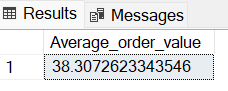 Results Messages
Average_order_value
1 38.3072623343546